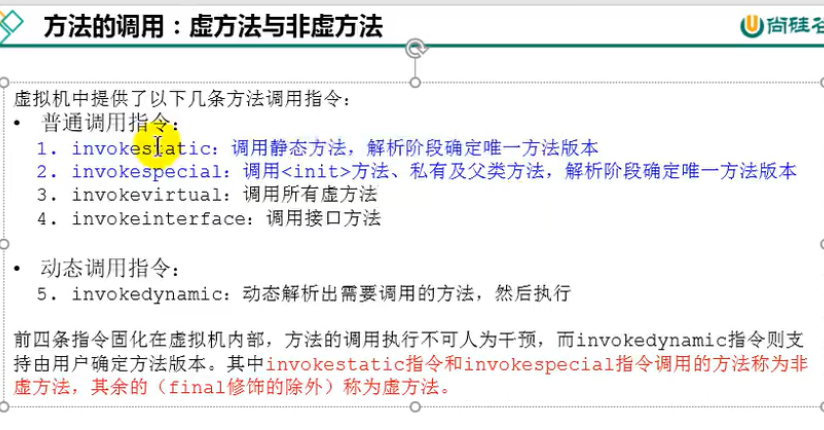 方法的调用：虚方法与非虚方法
尚硅谷
虚拟机中提供了以下几条方法调用指令：
• 普通调用指令：
1. invokestatic：调用静态方法，解析阶段确定唯一方法版本
2. invokespecial：调用<init>方法、私有及父类方法，解析阶段确定唯一方法版本
3. invokevirtual：调用所有虚方法
4. invokeinterface：调用接口方法
• 动态调用指令：
5. invokedynamic：动态解析出需要调用的方法，然后执行
前四条指令固化在虚拟机内部，方法的调用执行不可人为干预，而invokedynamic指令则支
持由用户确定方法版本。其中invokestatic指令和invokespecial指令调用的方法称为非
虚方法，其余的（final修饰的除外）称为虚方法。